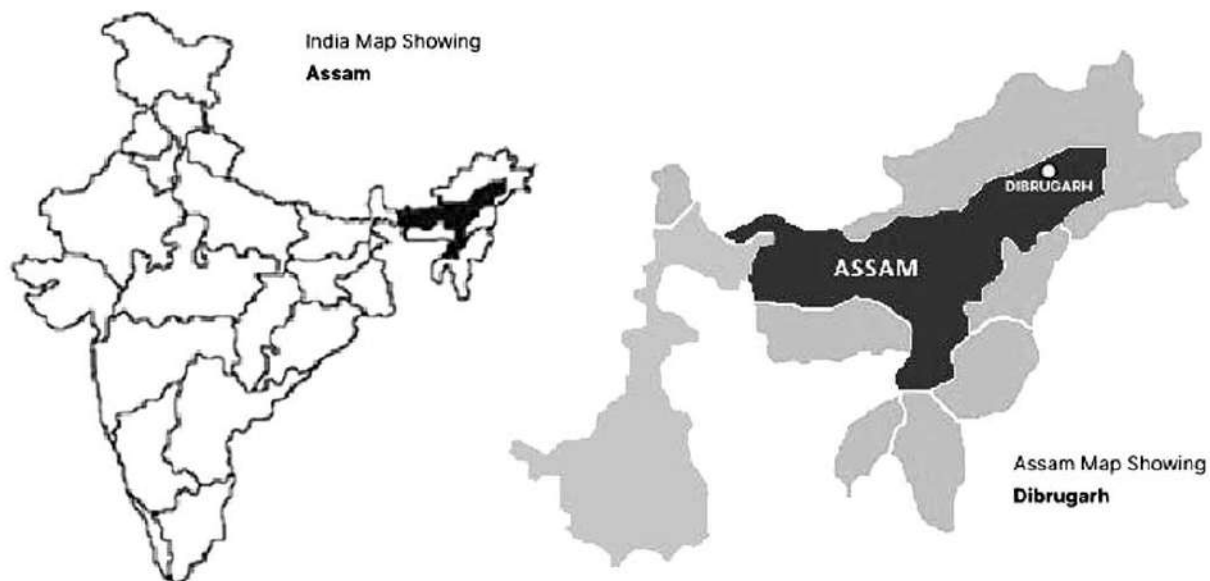 India Map Showing
Assam
DIBRUGARH
ASSAM
Assam Map Showing
Dibrugarh